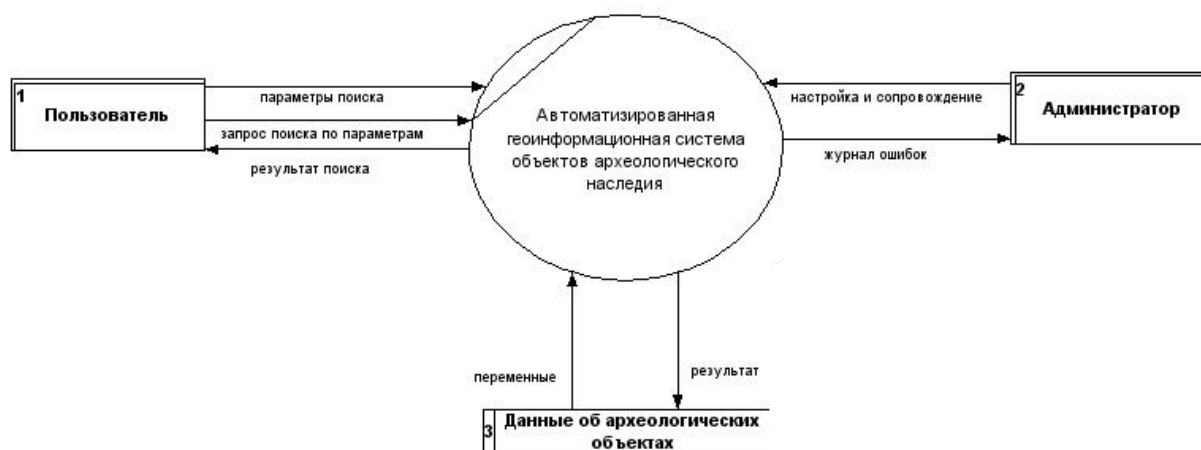 1
Пользователь
параметры поиска
запрос поиска по параметрам
результат поиска
Автоматизированная
геоинформационная система
объектов археологического
наследия
настройка и сопровождение
журнал ошибок
2
Администратор
переменные
результат
3
Данные об археологических
объектах